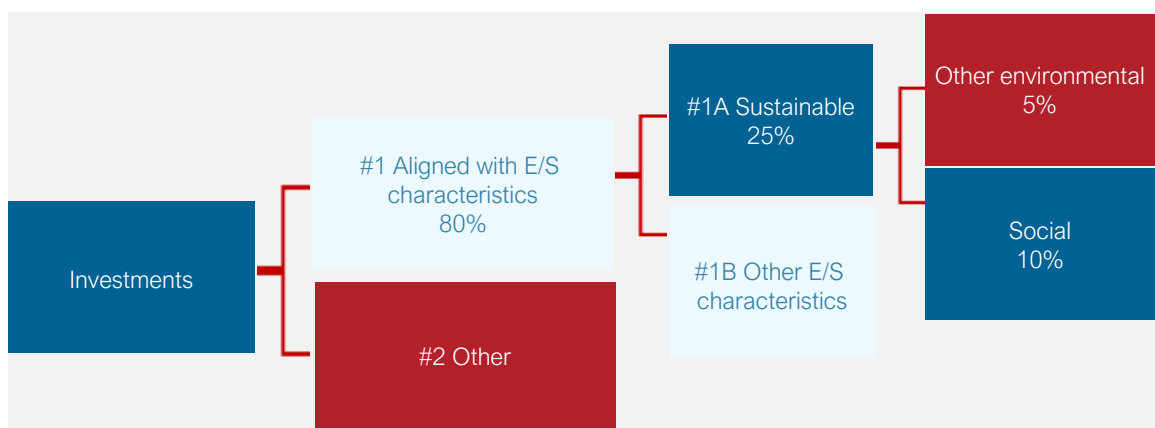 Investments
#1 Aligned with E/S
characteristics
80%
#2 Other
#1A Sustainable
25%
#1B Other E/S
characteristics
Other environmental
5%
Social
10%